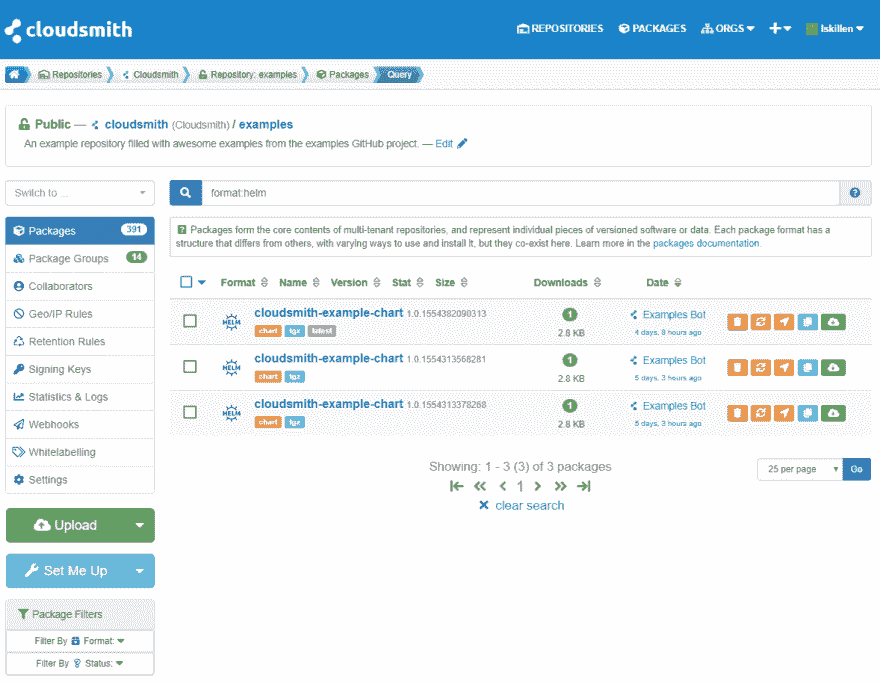 cloudsmith
REPOSITORIES PACKAGES ORGS lskillen
Repositories Cloudsmith Repository: examples Packages Query
Public — cloudsmith (Cloudsmith) / examples
An example repository filled with awesome examples from the examples GitHub project. — Edit
Switch to ...
format:helm
Packages 391
Package Groups 14
Collaborators
Geo/IP Rules
Retention Rules
Signing Keys
Statistics & Logs
Webhooks
Whitelabelling
Settings
Upload
Set Me Up
Package Filters
Filter By Format:
Filter By Status:
Packages form the core contents of multi-tenant repositories, and represent individual pieces of versioned software or data. Each package format has a
structure that differs from others, with varying ways to use and install it, but they co-exist here. Learn more in the packages documentation.
Format Name Version Stat Size Downloads Date
HELM cloudsmith-example-chart 1.0.1554382090313 1 Examples Bot
chart tgz latest 2.8 KB 4 days, 8 hours ago
HELM cloudsmith-example-chart 1.0.1554313568281 1 Examples Bot
chart tgz 2.8 KB 5 days, 3 hours ago
HELM cloudsmith-example-chart 1.0.1554313378268 1 Examples Bot
chart tgz 2.8 KB 5 days, 3 hours ago
Showing: 1 - 3 (3) of 3 packages
1
clear search
25 per page Go